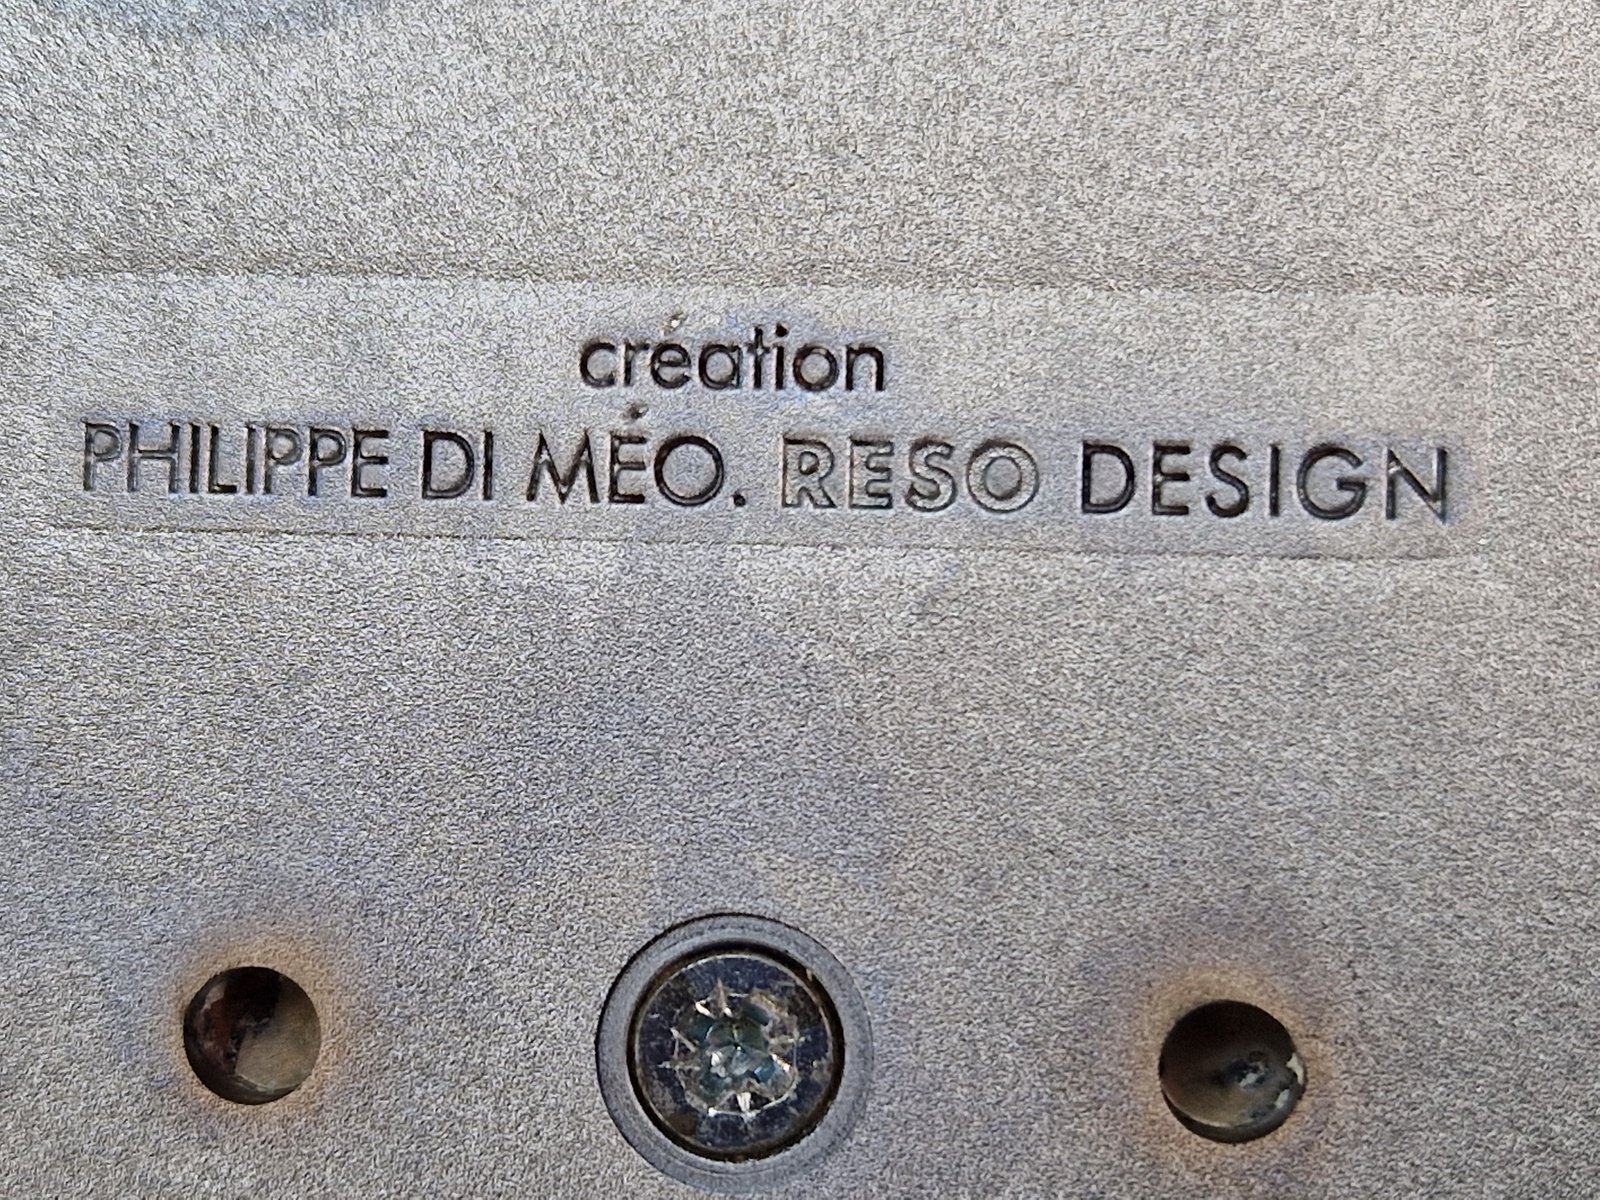 création
PHILIPPE DI MÉO. RESO DESIGN